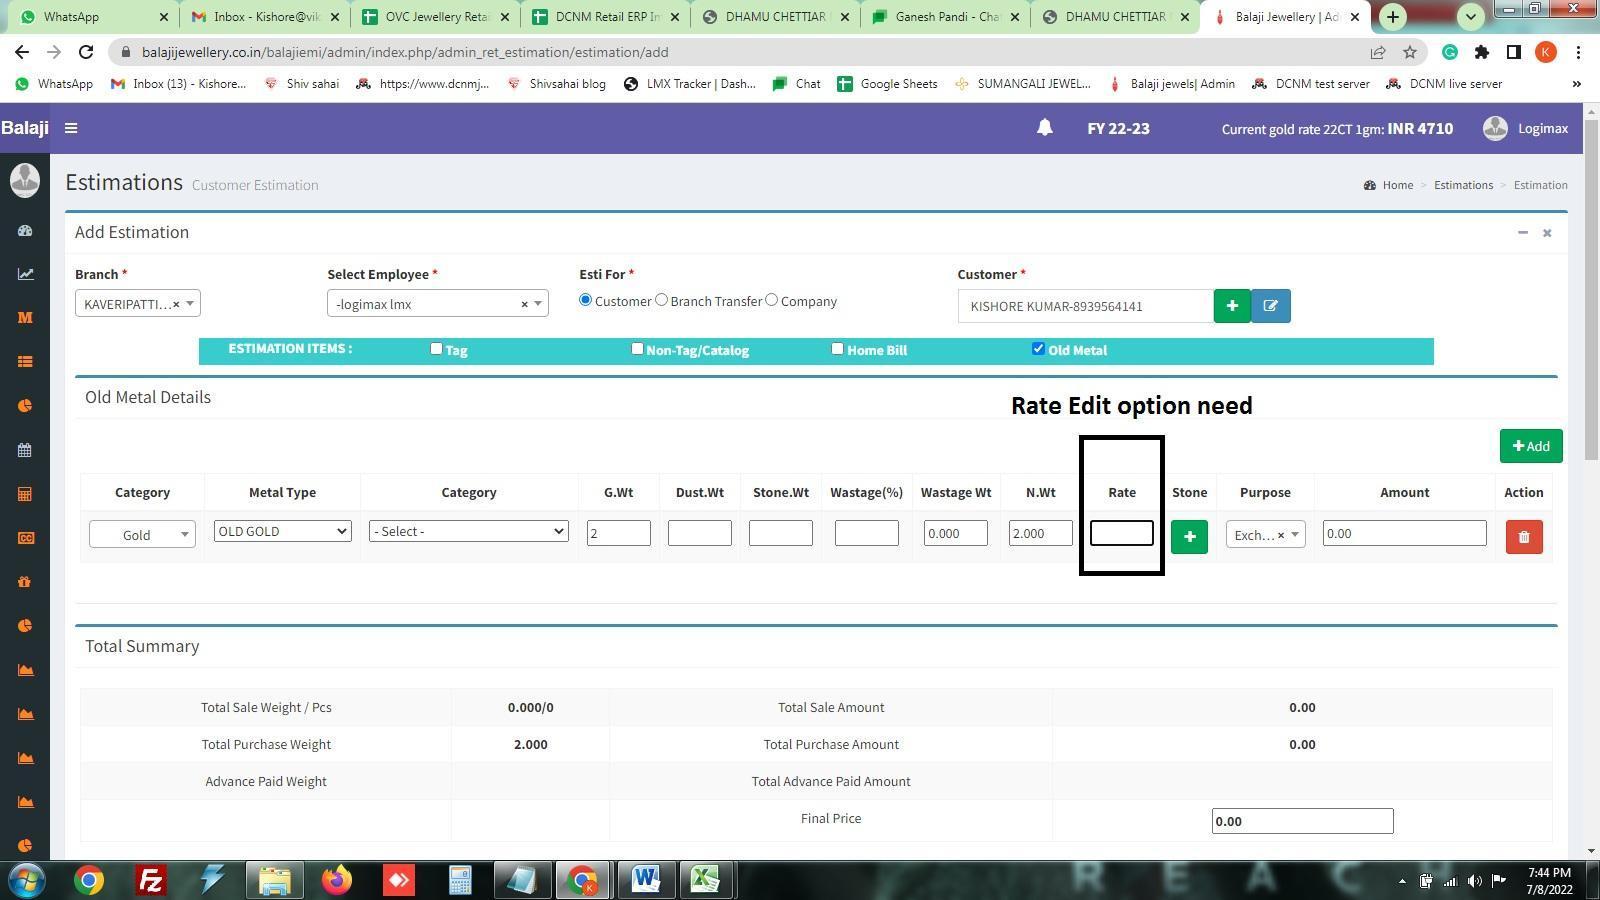 WhatsApp
Inbox - Kishore@vik
OVC Jewellery Retai
DCNM Retail ERP Im
DHAMU CHETTIAR
Ganesh Pandi - Cha
DHAMU CHETTIAR
Balaji Jewellery | Ad
balajijewellery.co.in/balajiemi/admin/index.php/admin_ret_estimation/estimation/add
K
WhatsApp
Inbox (13) - Kishore...
Shiv sahai
https://www.dcnmj...
Shivsahai blog
LMX Tracker | Dash...
Chat
Google Sheets
SUMANGALI JEWEL...
Balaji jewels| Admin
DCNM test server
DCNM live server
»
Balaji
FY 22-23
Current gold rate 22CT 1gm: INR 4710
Logimax
Estimations Customer Estimation
Home > Estimations > Estimation
Add Estimation
Branch *
Select Employee *
Esti For *
Customer *
KAVERIPATTI...×
-logimax lmx ×
Customer Branch Transfer Company
KISHORE KUMAR-8939564141
ESTIMATION ITEMS : Tag Non-Tag/Catalog Home Bill Old Metal
Old Metal Details
Rate Edit option need
+Add
Category Metal Type Category G.Wt Dust.Wt Stone.Wt Wastage(%) Wastage Wt N.Wt Rate Stone Purpose Amount Action
Gold OLD GOLD - Select - 2 0.000 2.000 Exch...× 0.00
Total Summary
Total Sale Weight / Pcs 0.000/0 Total Sale Amount 0.00
Total Purchase Weight 2.000 Total Purchase Amount 0.00
Advance Paid Weight Total Advance Paid Amount
Final Price 0.00
R E A C
7:44 PM
7/8/2022